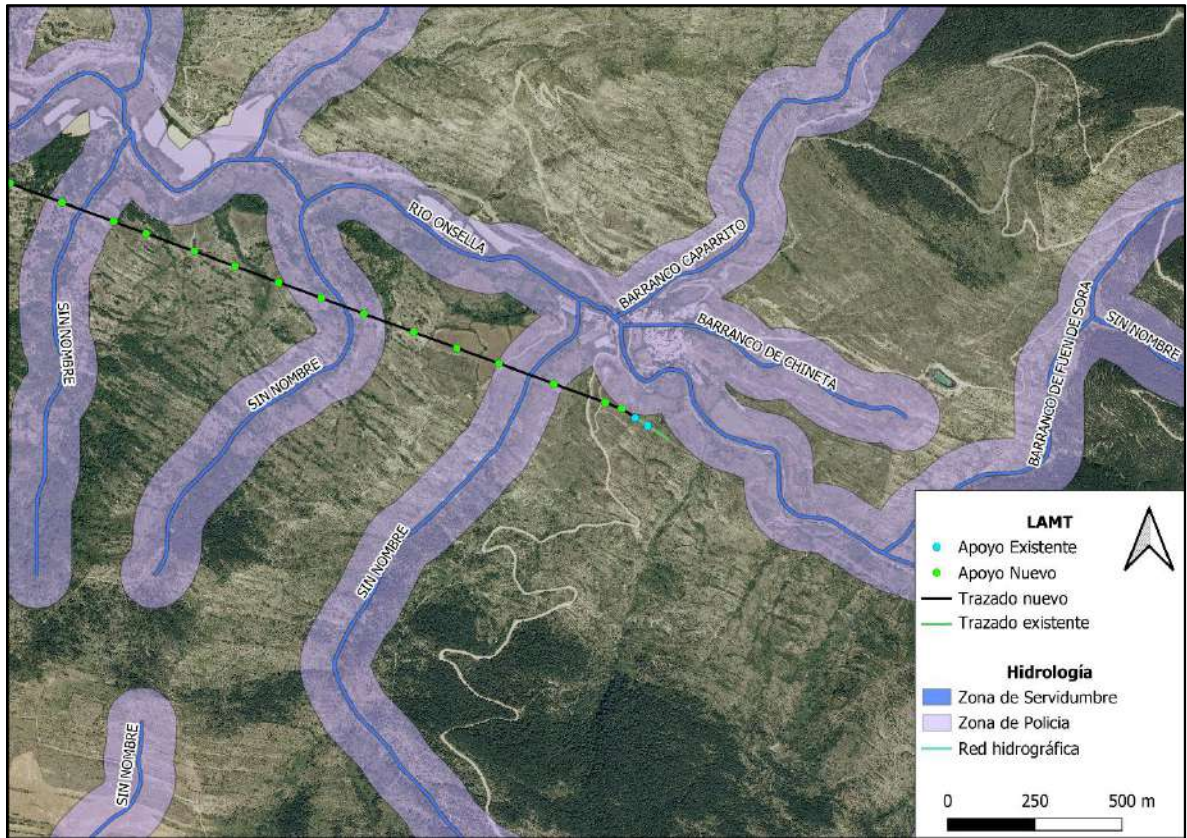 RIO ONSELLA
BARRANCO CAPARRITO
BARRANCO DE CHINETA
BARRANCO DE FUEN DE SORA
SIN NOMBRE
SIN NOMBRE
SIN NOMBRE
SIN NOMBRE
SIN NOMBRE
LAMT
Apoyo Existente
Apoyo Nuevo
Trazado nuevo
Trazado existente
Hidrología
Zona de Servidumbre
Zona de Policia
Red hidrográfica
0 250 500 m